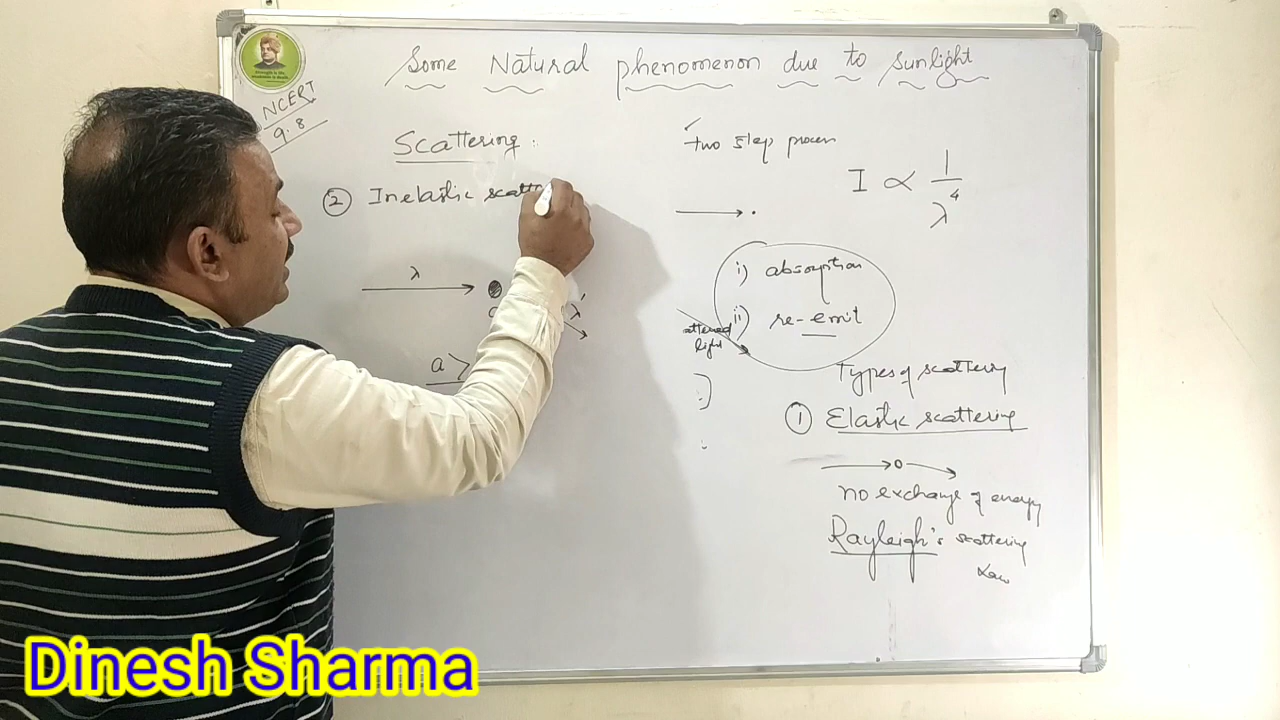 Some Natural phenomenon due to Sunlight
NCERT
9.8
Scattering :
② Inelastic scatt
λ
λ'
a >
two step process
I ∝ 1/λ⁴
i) absorption
ii) re-emit
light
Types of scattering
① Elastic scattering
no exchange of energy
Rayleigh's scattering
Law
Dinesh Sharma